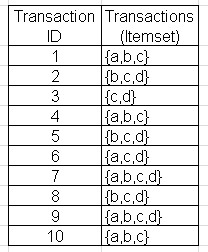 Transaction ID Transactions (Itemset)
1 {a,b,c}
2 {b,c,d}
3 {c,d}
4 {a,b,c}
5 {b,c,d}
6 {a,c,d}
7 {a,b,c,d}
8 {b,c,d}
9 {a,b,c,d}
10 {a,b,c}